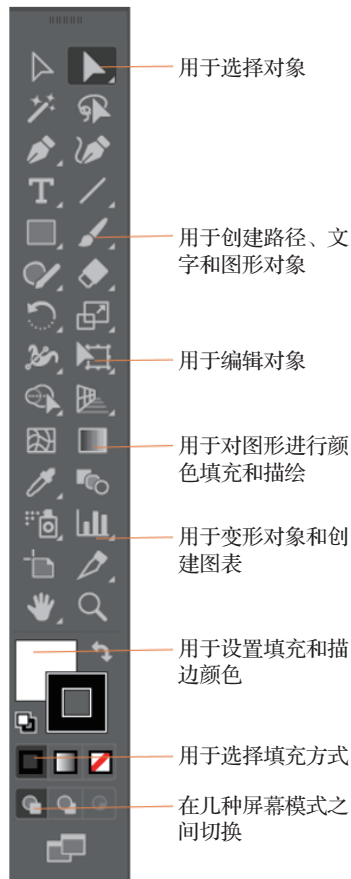 用于选择对象
用于创建路径、文
字和图形对象
用于编辑对象
用于对图形进行颜
色填充和描绘
用于变形对象和创
建图表
用于设置填充和描
边颜色
用于选择填充方式
在几种屏幕模式之
间切换